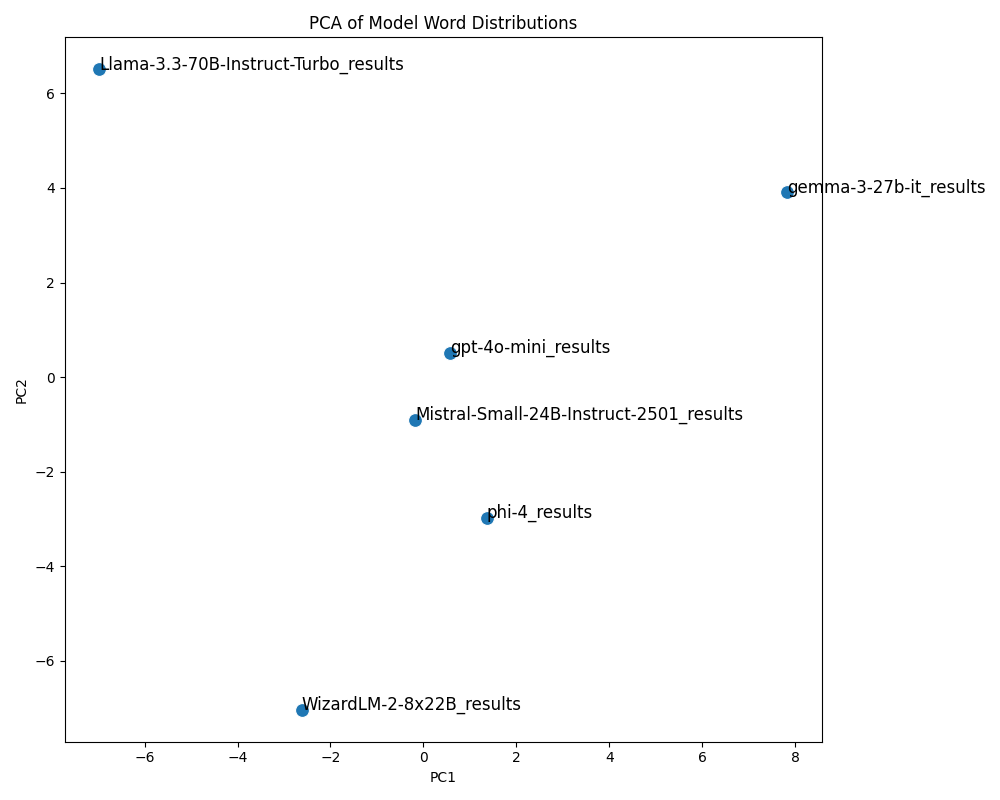 PCA of Model Word Distributions
Llama-3.3-70B-Instruct-Turbo_results
gemma-3-27b-it_results
gpt-4o-mini_results
Mistral-Small-24B-Instruct-2501_results
phi-4_results
WizardLM-2-8x22B_results
PC2
6
4
2
0
−2
−4
−6
−6 −4 −2 0 2 4 6 8
PC1